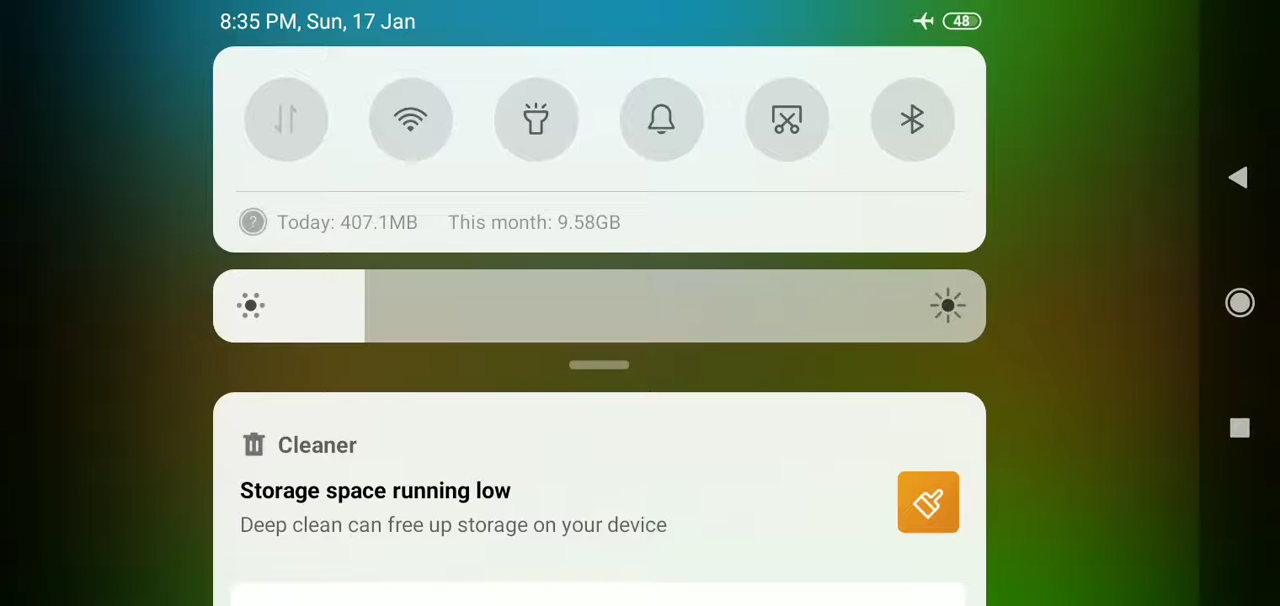 8:35 PM, Sun, 17 Jan 48
Today: 407.1MB This month: 9.58GB
Cleaner
Storage space running low
Deep clean can free up storage on your device